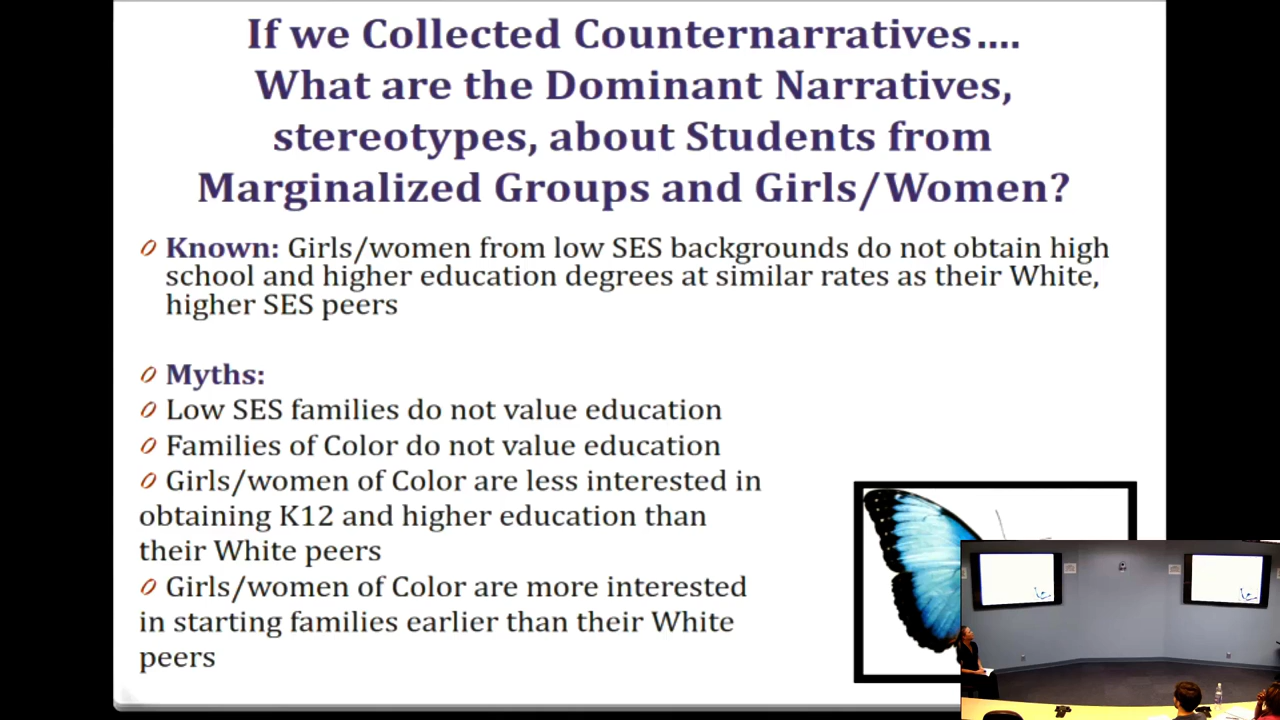 If we Collected Counternarratives....
What are the Dominant Narratives,
stereotypes, about Students from
Marginalized Groups and Girls/Women?
Known: Girls/women from low SES backgrounds do not obtain high
school and higher education degrees at similar rates as their White,
higher SES peers
Myths:
Low SES families do not value education
Families of Color do not value education
Girls/women of Color are less interested in
obtaining K12 and higher education than
their White peers
Girls/women of Color are more interested
in starting families earlier than their White
peers